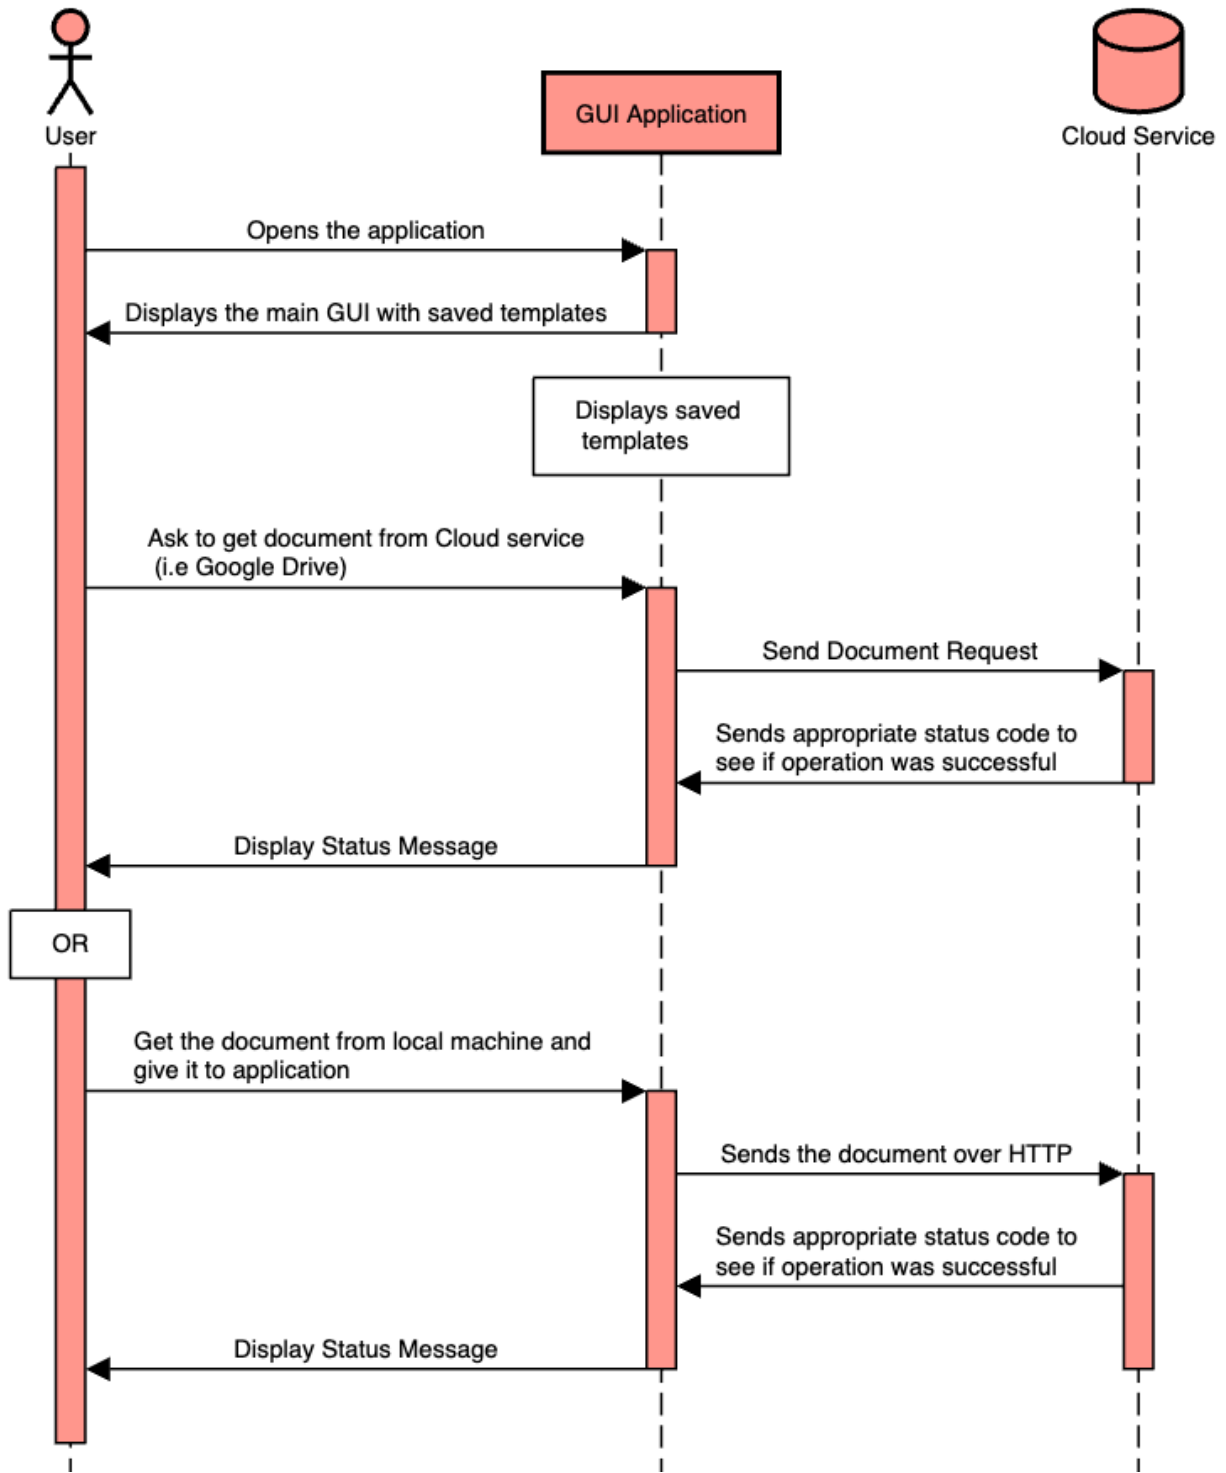 User
GUI Application
Cloud Service
Opens the application
Displays the main GUI with saved templates
Displays saved
templates
Ask to get document from Cloud service
(i.e Google Drive)
Send Document Request
Sends appropriate status code to
see if operation was successful
Display Status Message
OR
Get the document from local machine and
give it to application
Sends the document over HTTP
Sends appropriate status code to
see if operation was successful
Display Status Message